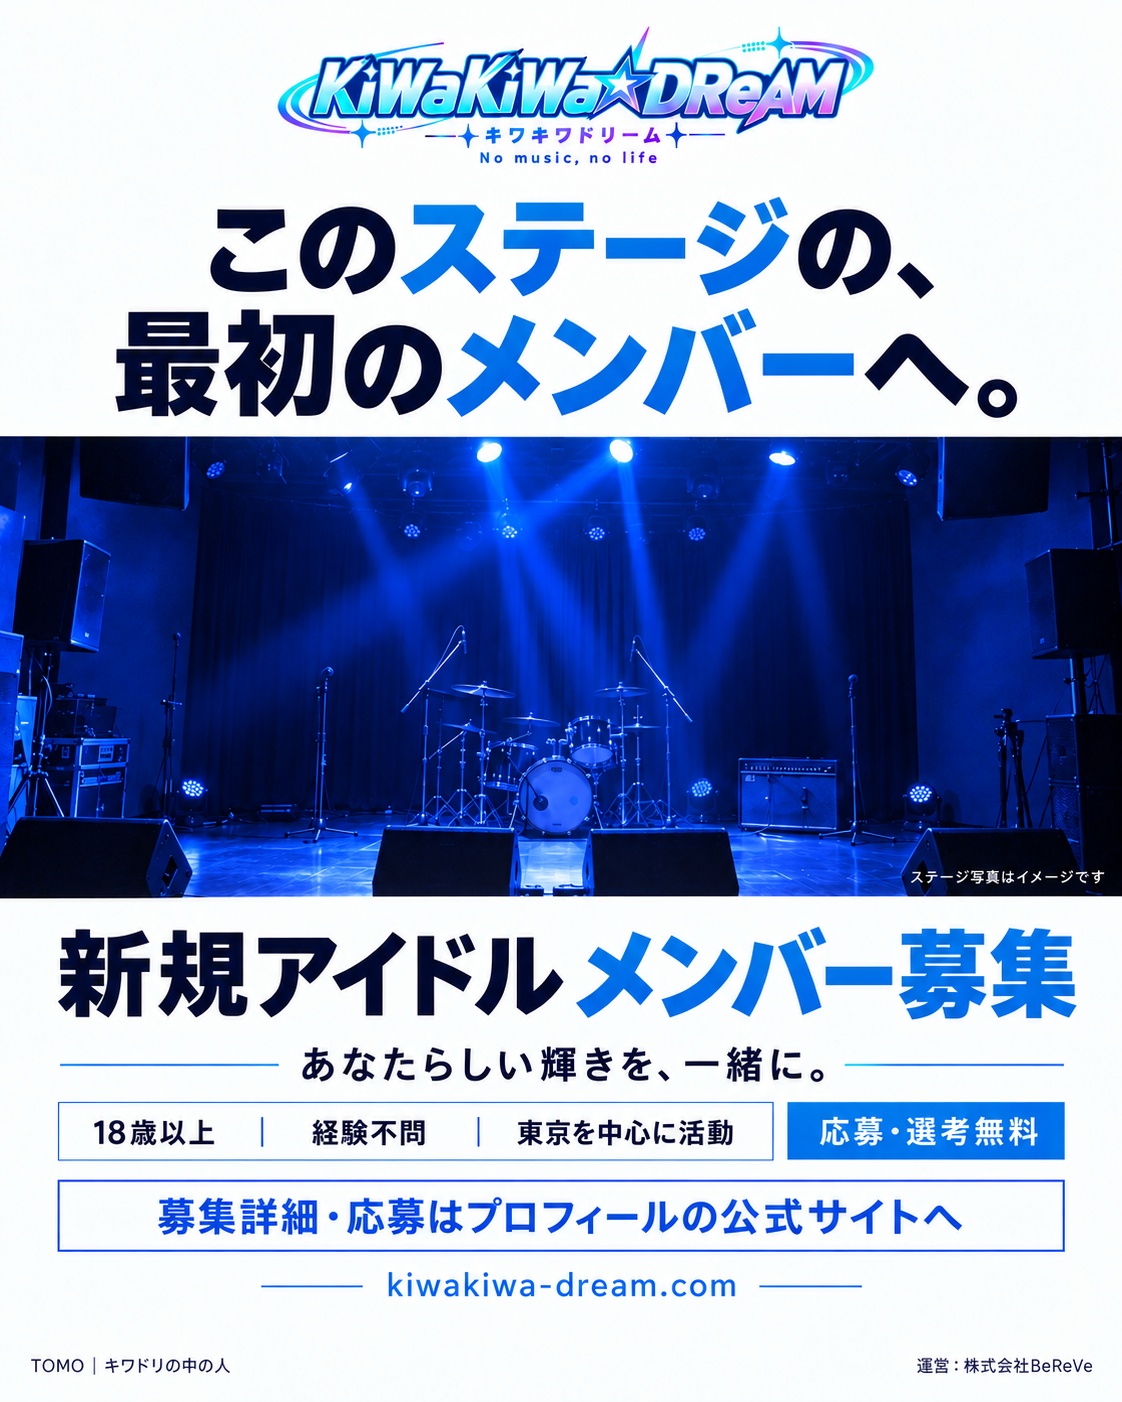 KiWaKiWa☆DReAM
キワキワドリーム
No music, no life
このステージの、
最初のメンバーへ。
ステージ写真はイメージです
新規アイドルメンバー募集
あなたらしい輝きを、一緒に。
18歳以上 | 経験不問 | 東京を中心に活動 応募・選考無料
募集詳細・応募はプロフィールの公式サイトへ
kiwakiwa-dream.com
TOMO | キワドリの中の人 運営:株式会社BeReVe